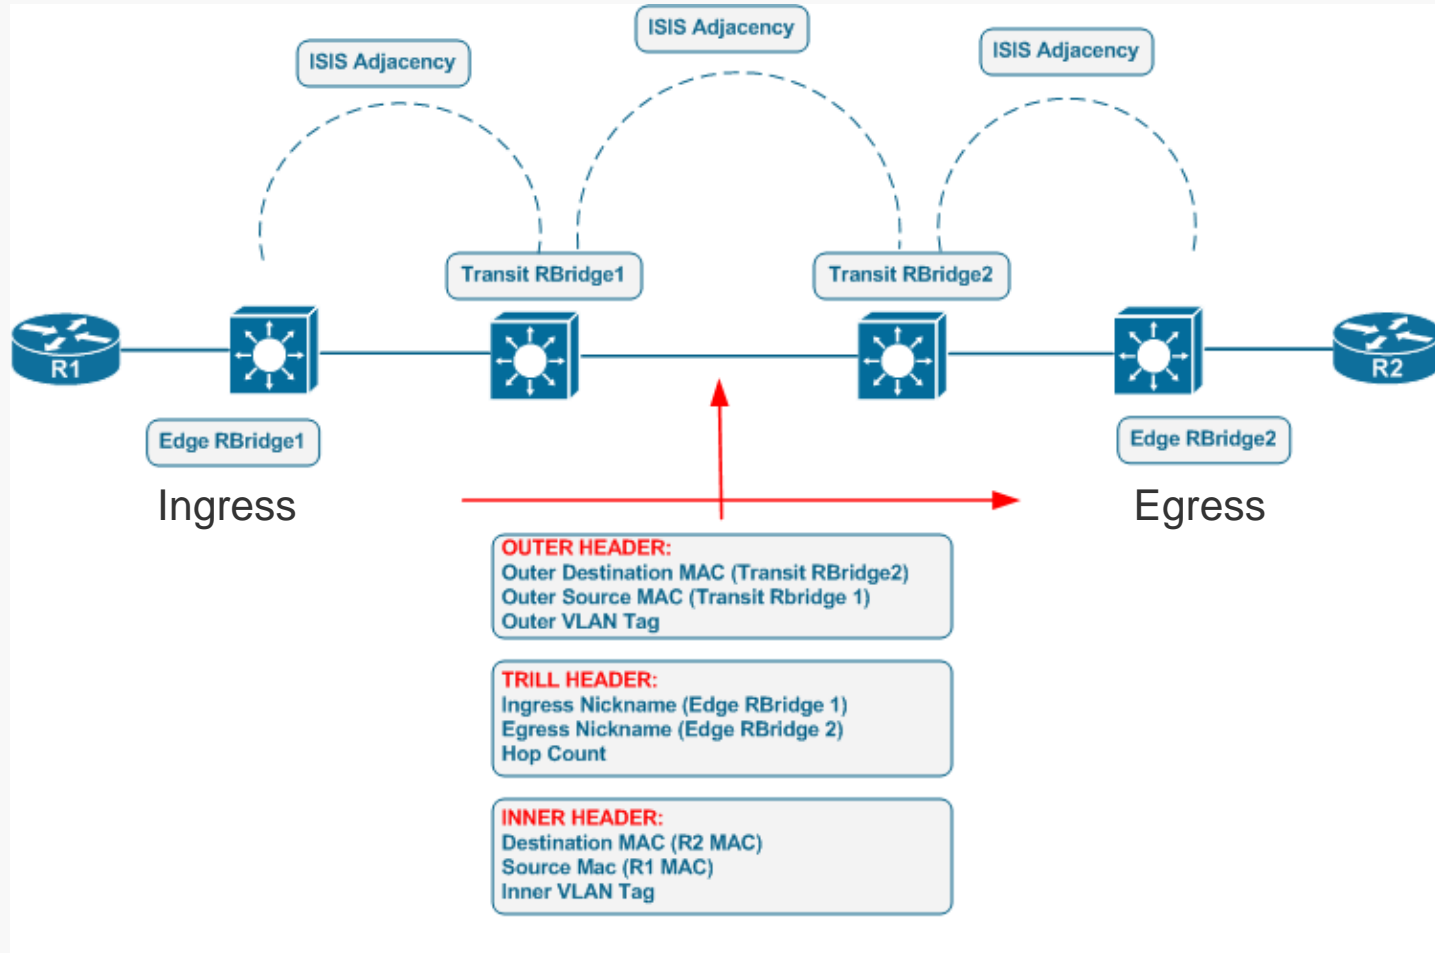 ISIS Adjacency
ISIS Adjacency
ISIS Adjacency
Transit RBridge1
Transit RBridge2
R1
R2
Edge RBridge1
Edge RBridge2
Ingress
Egress
OUTER HEADER:
Outer Destination MAC (Transit RBridge2)
Outer Source MAC (Transit Rbridge 1)
Outer VLAN Tag
TRILL HEADER:
Ingress Nickname (Edge RBridge 1)
Egress Nickname (Edge RBridge 2)
Hop Count
INNER HEADER:
Destination MAC (R2 MAC)
Source Mac (R1 MAC)
Inner VLAN Tag